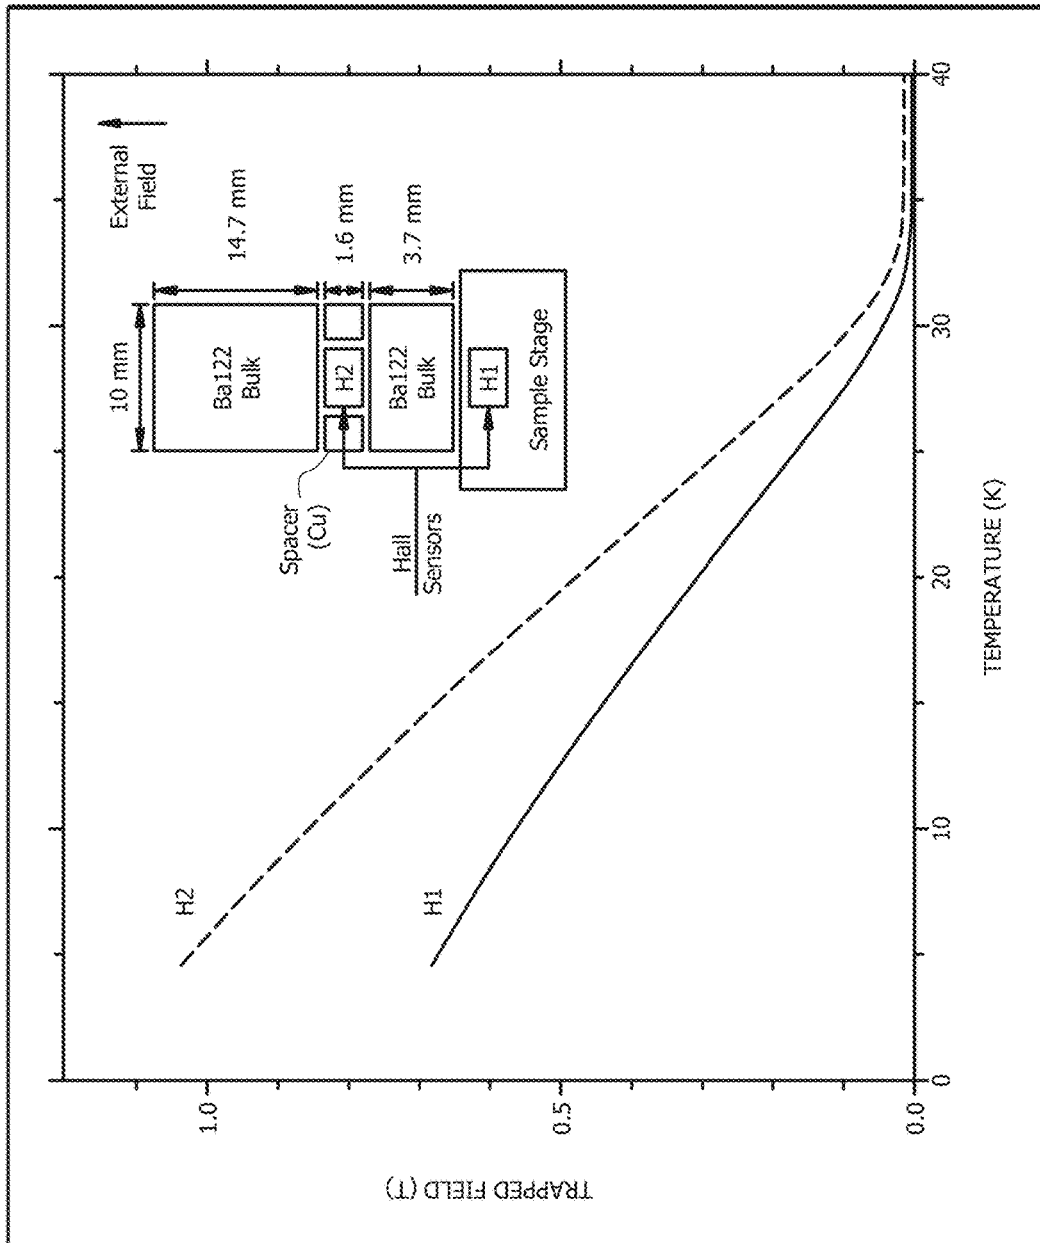 TRAPPED FIELD (T)
1.0
0.5
0.0
0
10
20
30
40
TEMPERATURE (K)
H2
H1
10 mm
External
Field
Ba122
Bulk
14.7 mm
Spacer
(Cu)
H2
1.6 mm
Hall
Sensors
Ba122
Bulk
3.7 mm
H1
Sample Stage